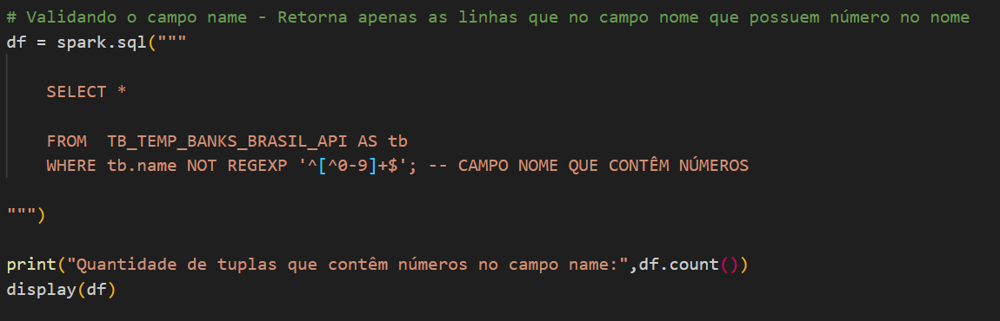 # Validando o campo name - Retorna apenas as linhas que no campo nome que possuem número no nome
df = spark.sql("""
SELECT *
FROM  TB_TEMP_BANKS_BRASIL_API AS tb
WHERE tb.name NOT REGEXP '^[^0-9]+$'; -- CAMPO NOME QUE CONTÊM NÚMEROS
""")
print("Quantidade de tuplas que contêm números no campo name:",df.count())
display(df)